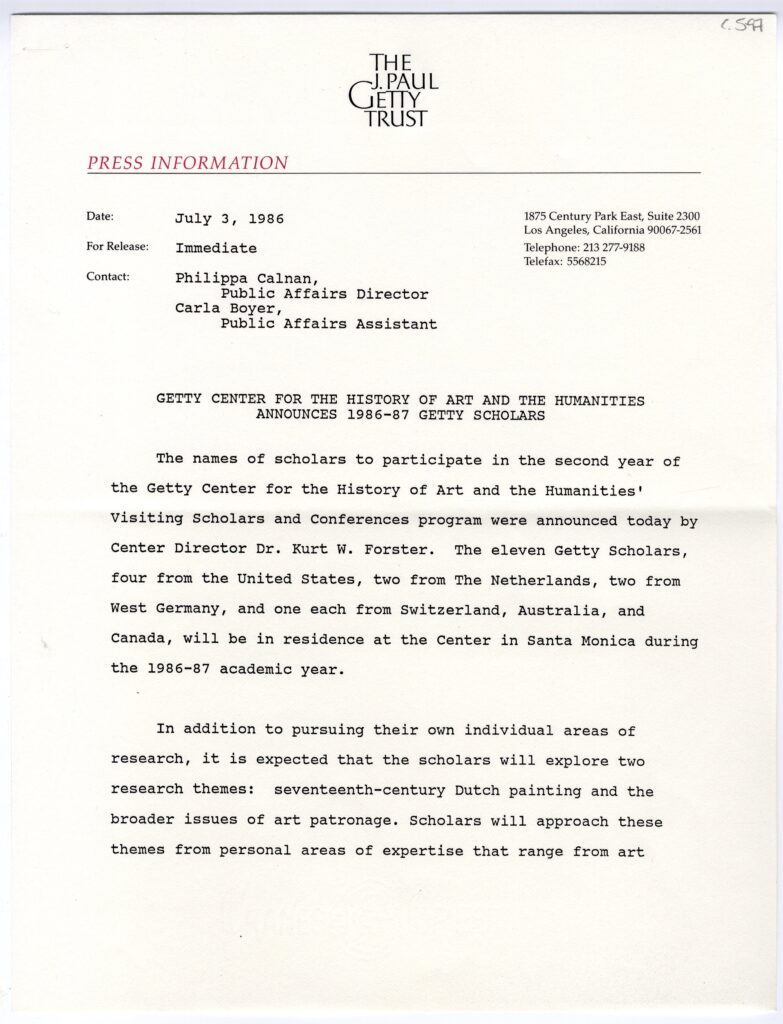 c. 597
THE
J. PAUL
GETTY
TRUST
PRESS INFORMATION
Date: July 3, 1986
For Release: Immediate
Contact: Philippa Calnan,
Public Affairs Director
Carla Boyer,
Public Affairs Assistant
1875 Century Park East, Suite 2300
Los Angeles, California 90067-2561
Telephone: 213 277-9188
Telefax: 5568215
GETTY CENTER FOR THE HISTORY OF ART AND THE HUMANITIES
ANNOUNCES 1986-87 GETTY SCHOLARS
The names of scholars to participate in the second year of
the Getty Center for the History of Art and the Humanities'
Visiting Scholars and Conferences program were announced today by
Center Director Dr. Kurt W. Forster. The eleven Getty Scholars,
four from the United States, two from The Netherlands, two from
West Germany, and one each from Switzerland, Australia, and
Canada, will be in residence at the Center in Santa Monica during
the 1986-87 academic year.
In addition to pursuing their own individual areas of
research, it is expected that the scholars will explore two
research themes: seventeenth-century Dutch painting and the
broader issues of art patronage. Scholars will approach these
themes from personal areas of expertise that range from art